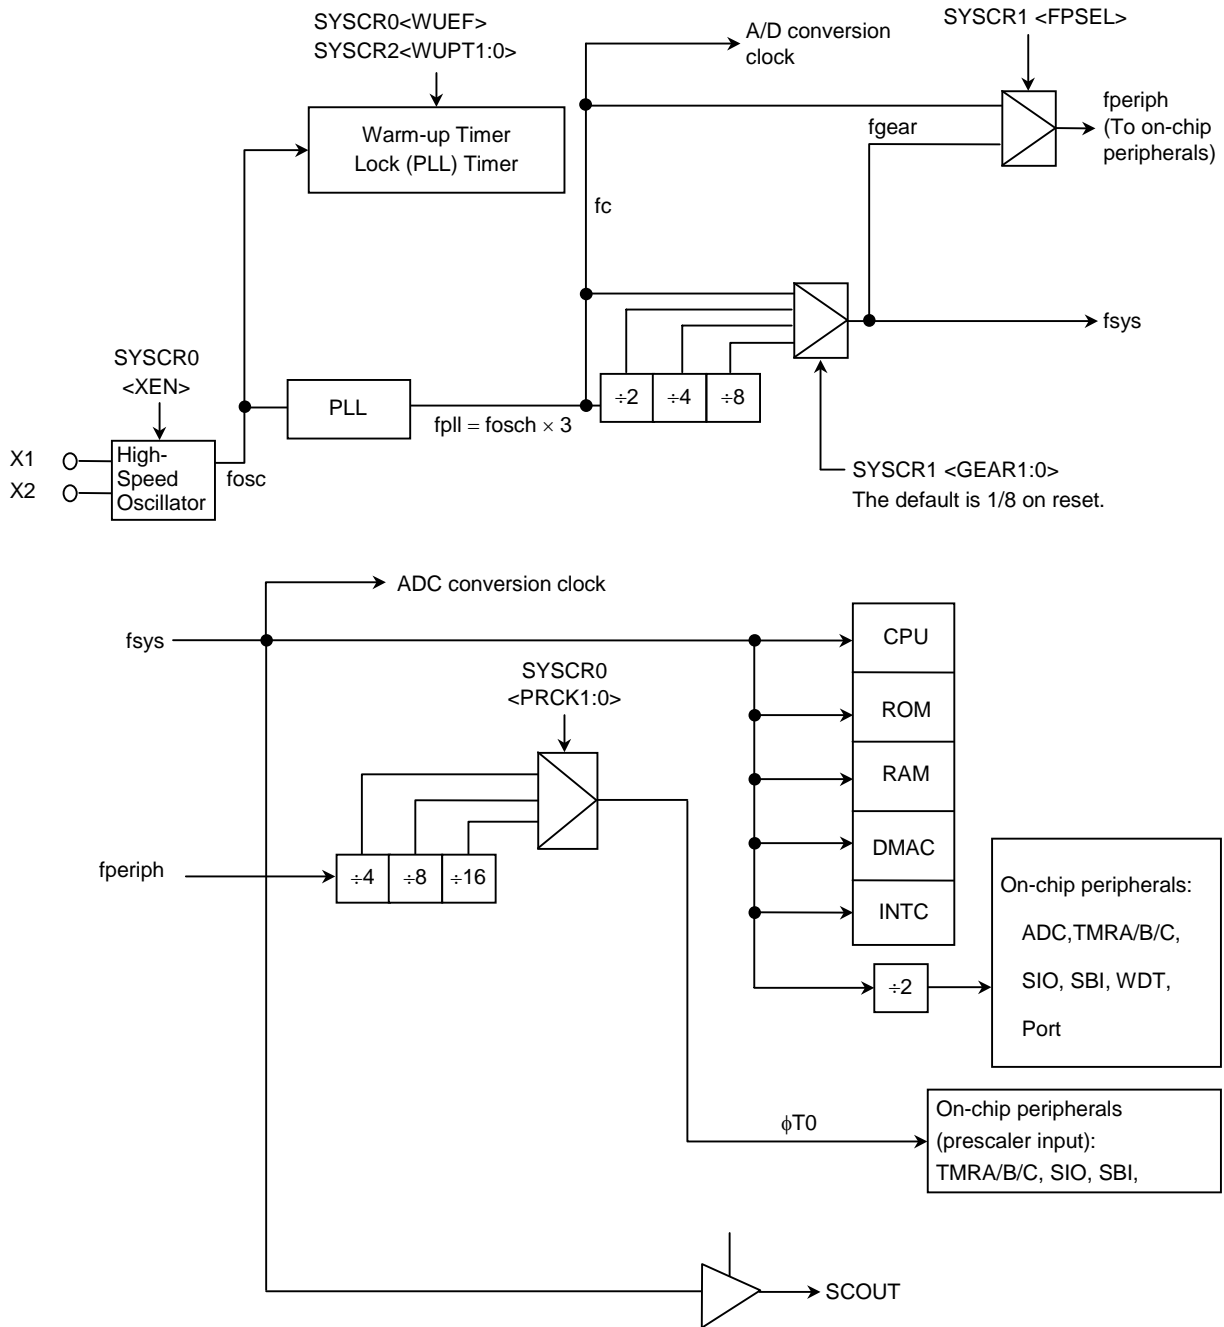 SYSCR0<WUEF>
SYSCR2<WUPT1:0>
SYSCR1 <FPSEL>
A/D conversion
clock
Warm-up Timer
Lock (PLL) Timer
fperiph
(To on-chip
peripherals)
fgear
fc
fsys
SYSCR0
<XEN>
PLL
fpll = fosch × 3
÷2
÷4
÷8
X1
X2
High-
Speed
Oscillator
fosc
SYSCR1 <GEAR1:0>
The default is 1/8 on reset.
ADC conversion clock
fsys
CPU
SYSCR0
<PRCK1:0>
ROM
RAM
DMAC
INTC
fperiph
÷4
÷8
÷16
÷2
On-chip peripherals:
ADC,TMRA/B/C,
SIO, SBI, WDT,
Port
ϕT0
On-chip peripherals
(prescaler input):
TMRA/B/C, SIO, SBI,
SCOUT